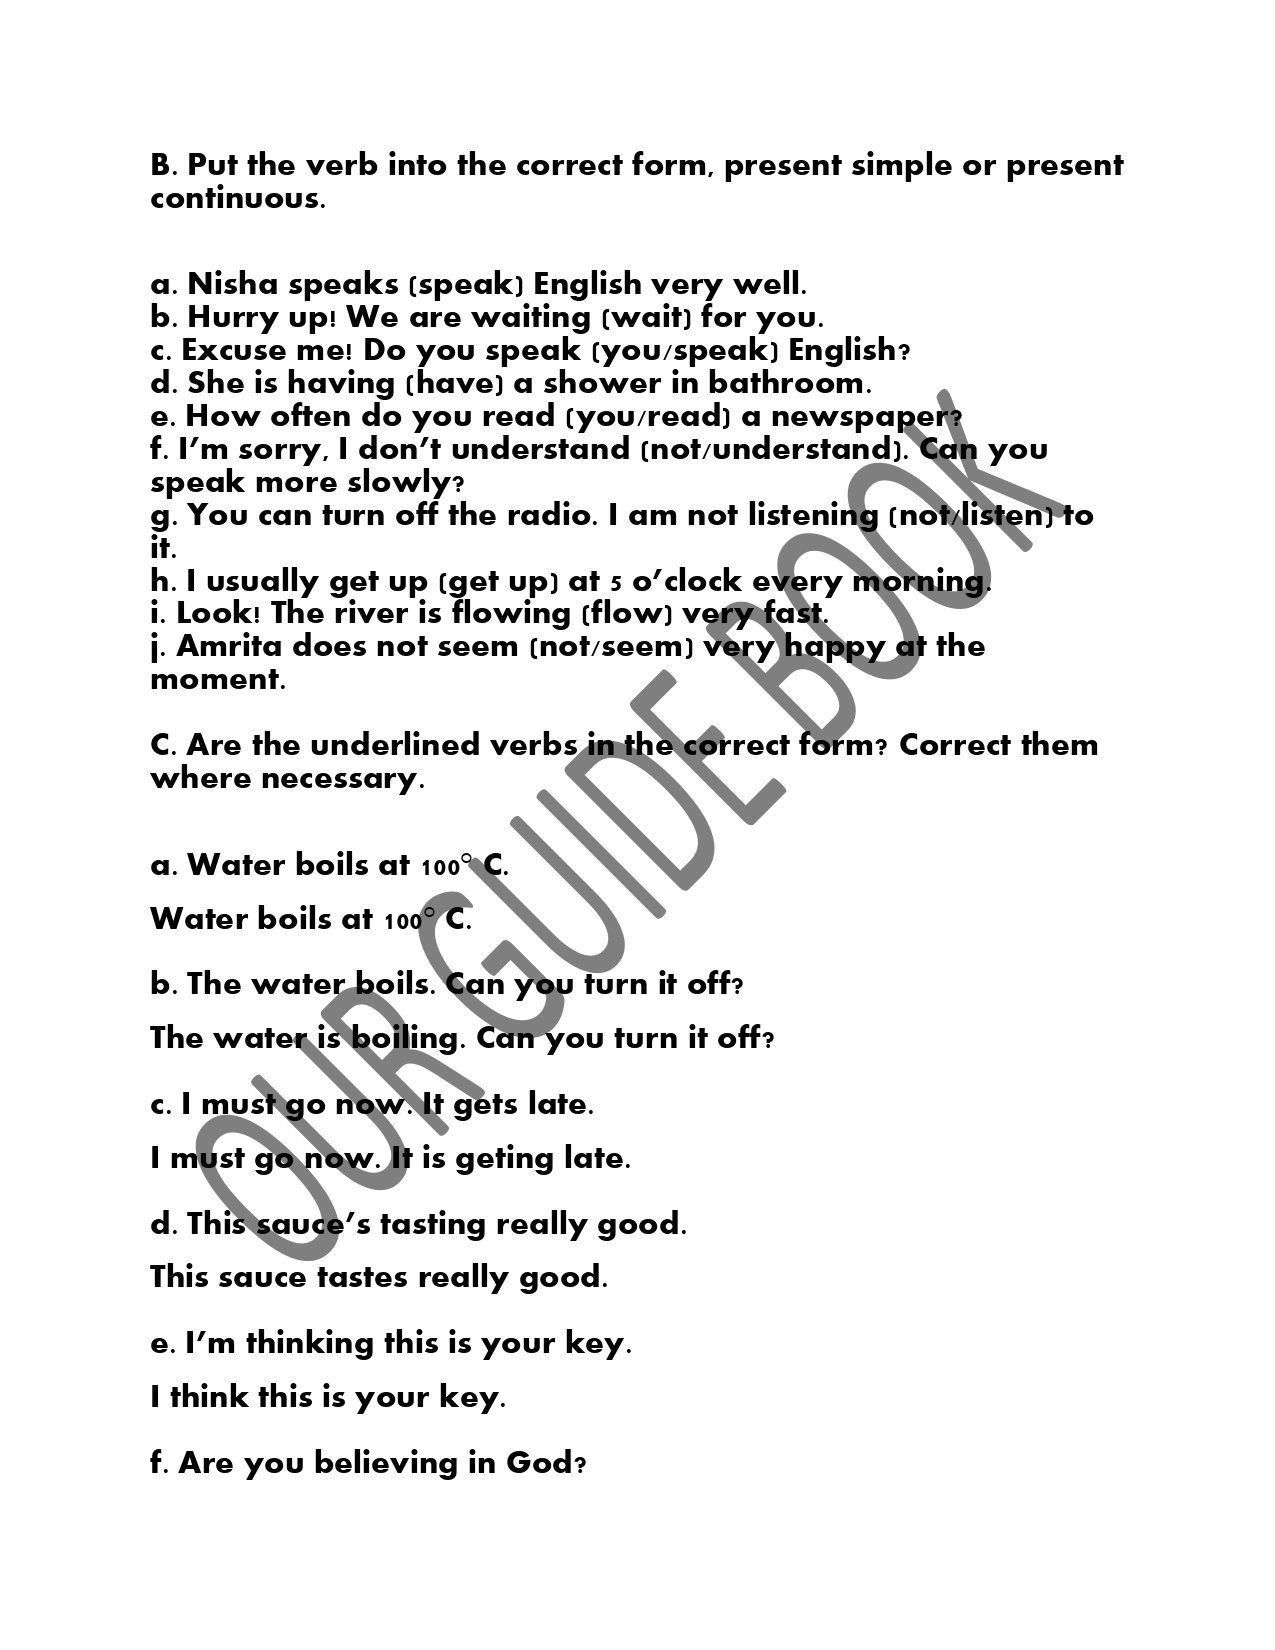 B. Put the verb into the correct form, present simple or present
continuous.
a. Nisha speaks (speak) English very well.
b. Hurry up! We are waiting (wait) for you.
c. Excuse me! Do you speak (you/speak) English?
d. She is having (have) a shower in bathroom.
e. How often do you read (you/read) a newspaper?
f. I’m sorry, I don’t understand (not/understand). Can you
speak more slowly?
g. You can turn off the radio. I am not listening (not/listen) to
it.
h. I usually get up (get up) at 5 o’clock every morning.
i. Look! The river is flowing (flow) very fast.
j. Amrita does not seem (not/seem) very happy at the
moment.
C. Are the underlined verbs in the correct form? Correct them
where necessary.
a. Water boils at 100° C.
Water boils at 100° C.
b. The water boils. Can you turn it off?
The water is boiling. Can you turn it off?
c. I must go now. It gets late.
I must go now. It is geting late.
d. This sauce’s tasting really good.
This sauce tastes really good.
e. I’m thinking this is your key.
I think this is your key.
f. Are you believing in God?
OUR GUIDE BOOK